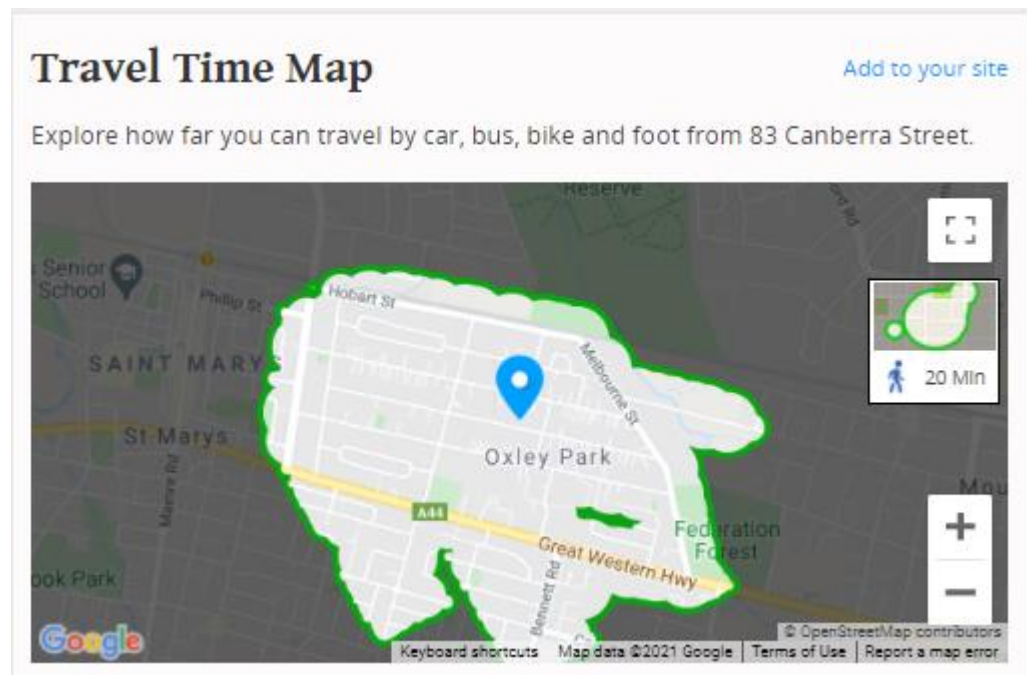 Travel Time Map
Add to your site
Explore how far you can travel by car, bus, bike and foot from 83 Canberra Street.
Reserve
s Senior
School
Phillip St
Hobart St
SAINT MARYS
Melbourne St
20 Min
St Marys
Oxley Park
Mamre Rd
Mou
A44
Federation
Forest
Great Western Hwy
ook Park
Bennett Rd
Google
© OpenStreetMap contributors
Keyboard shortcuts Map data ©2021 Google Terms of Use Report a map error